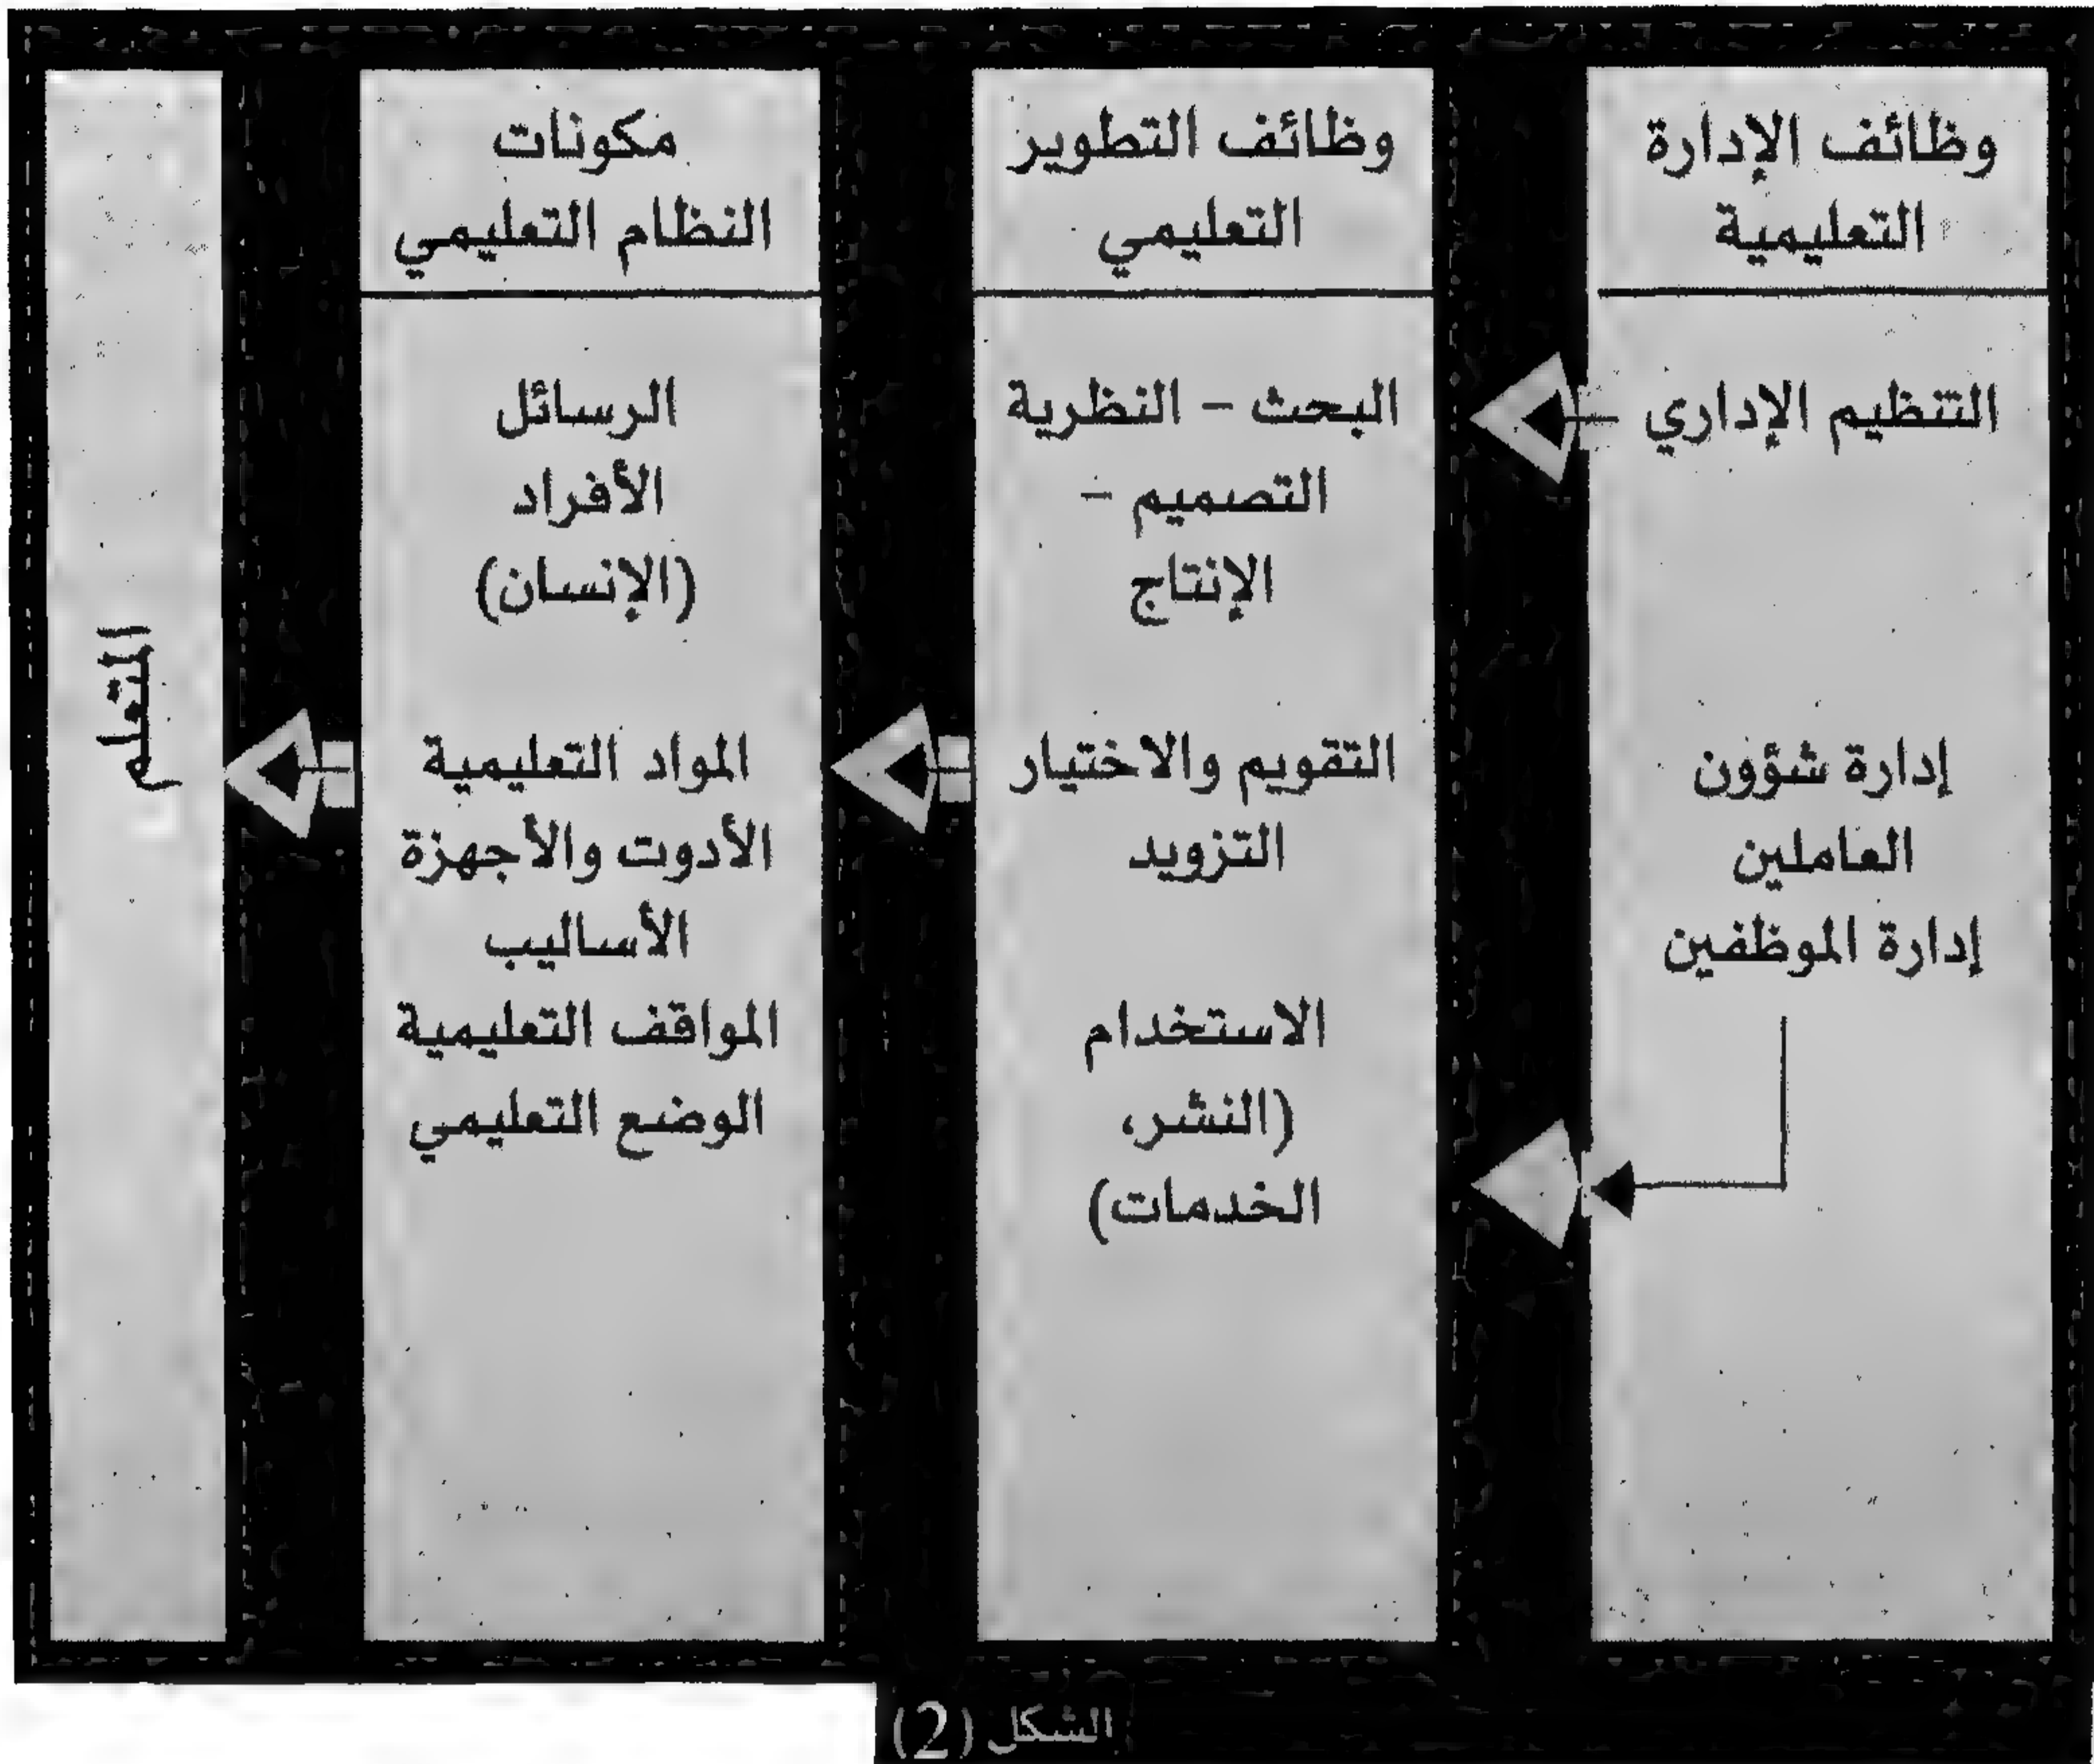 وظائف الإدارة
التعليمية
التنظيم الإداري
إدارة شؤون
العاملين
إدارة الموظفين
وظائف التطوير
التعليمي
البحث – النظرية
التصميم –
الإنتاج
التقويم والاختيار
التزويد
الاستخدام
(النشر،
الخدمات)
مكونات
النظام التعليمي
الرسائل
الأفراد
(الإنسان)
المواد التعليمية
الأدوت والأجهزة
الأساليب
المواقف التعليمية
الوضع التعليمي
المتعلم
الشكل (2)